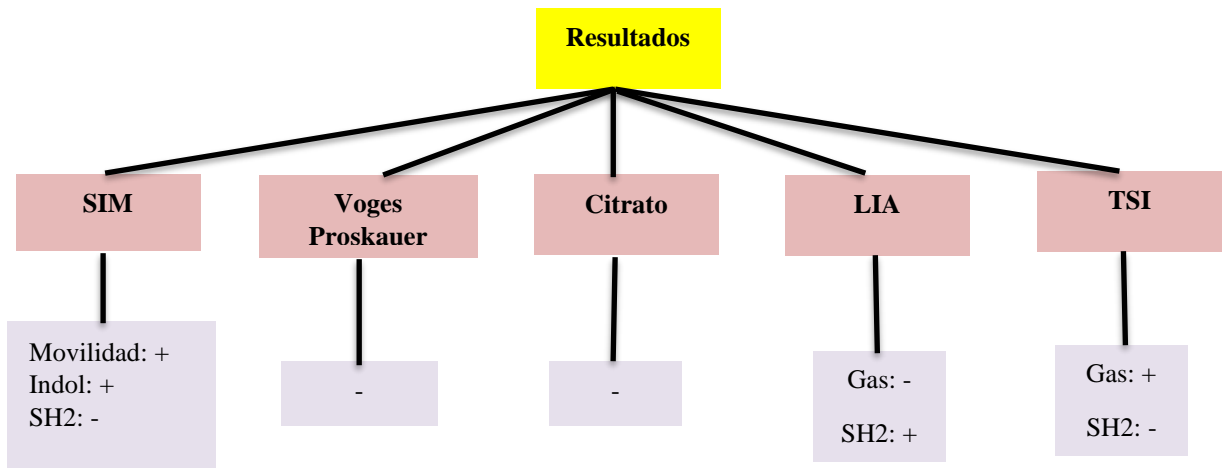 Resultados
SIM
Voges
Proskauer
Citrato
LIA
TSI
Movilidad: +
Indol: +
SH2: -
-
-
Gas: -
SH2: +
Gas: +
SH2: -